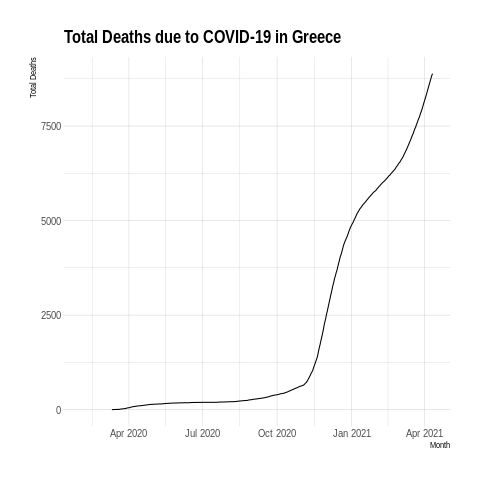 Total Deaths due to COVID-19 in Greece
Total Deaths
7500
5000
2500
0
Apr 2020 Jul 2020 Oct 2020 Jan 2021 Apr 2021
Month